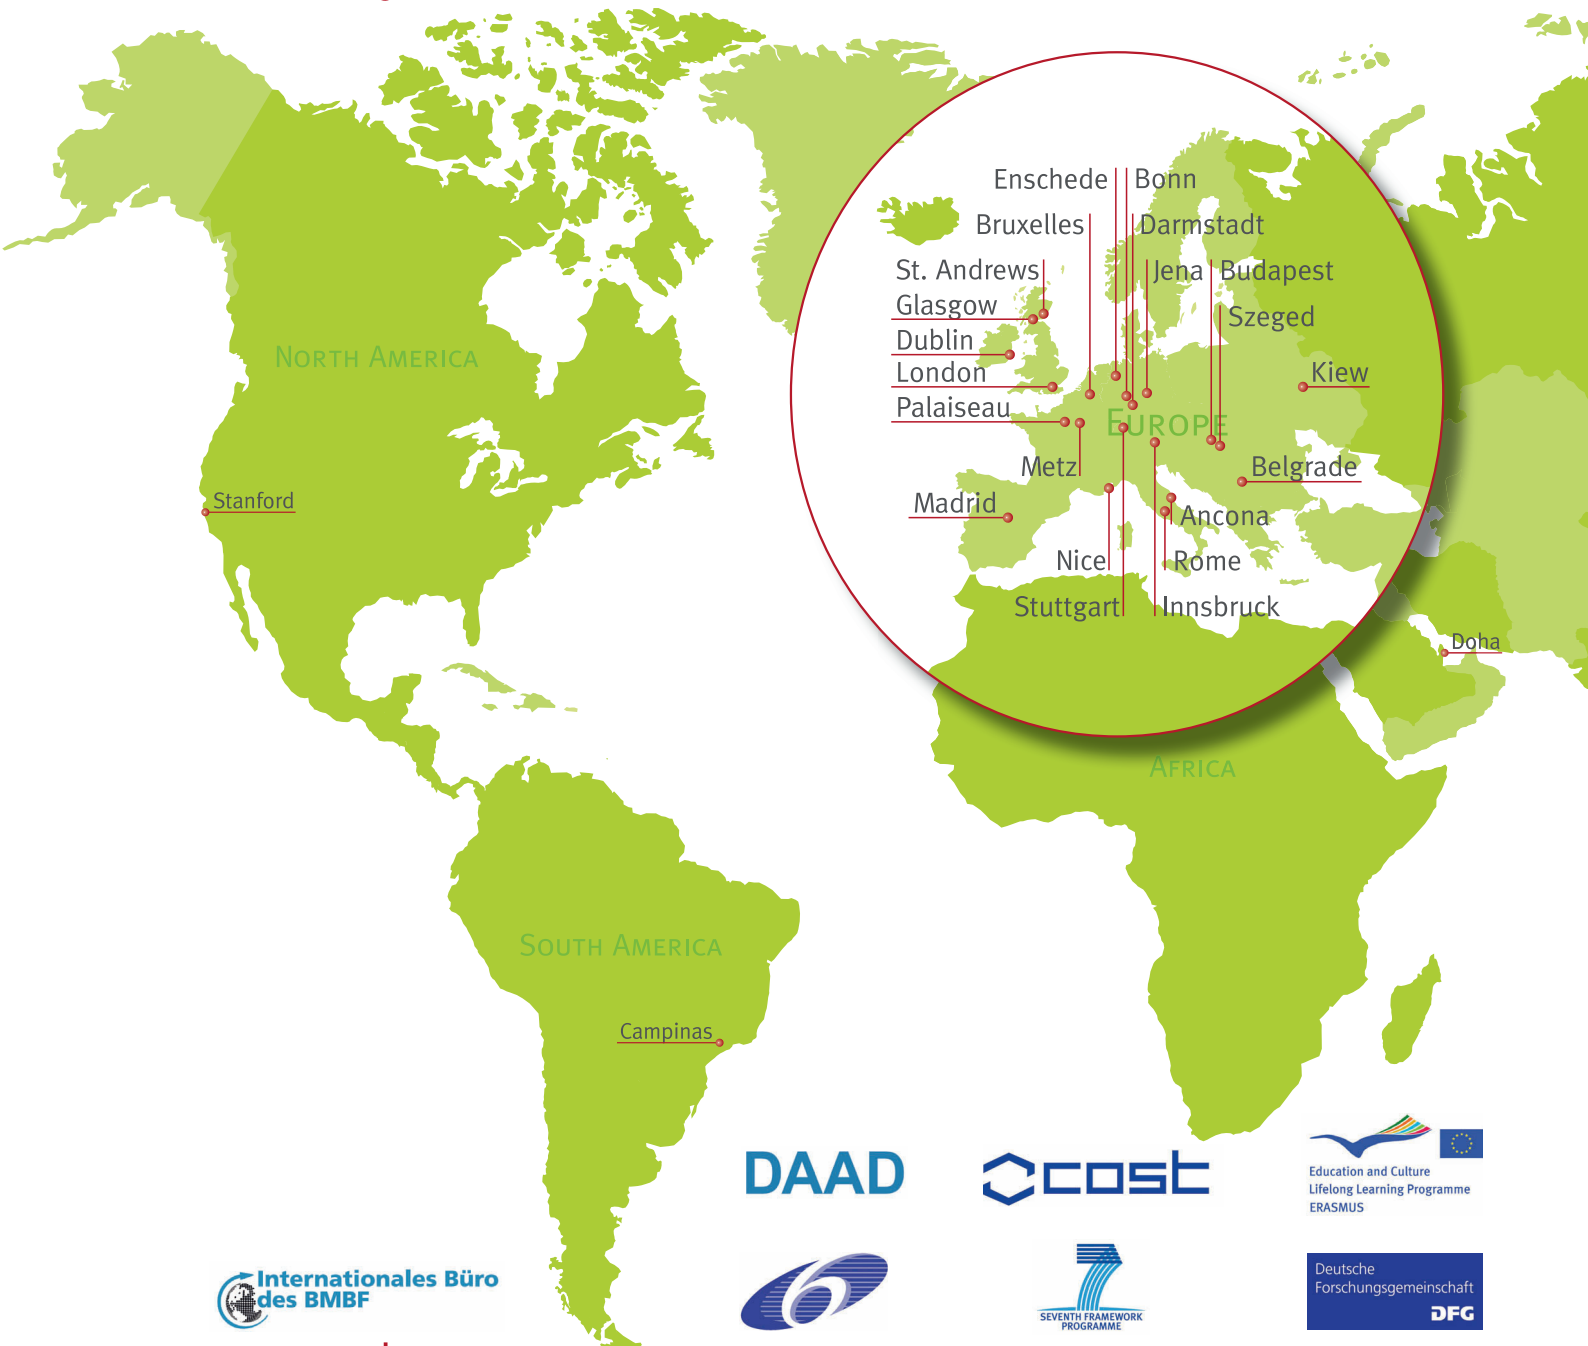 Enschede
Bonn
Bruxelles
Darmstadt
St. Andrews
Jena
Budapest
Glasgow
Szeged
Dublin
NORTH AMERICA
London
Kiew
Palaiseau
EUROPE
Metz
Belgrade
Stanford
Madrid
Ancona
Nice
Rome
Stuttgart
Innsbruck
Doha
AFRICA
SOUTH AMERICA
Campinas
DAAD
cost
Education and Culture
Lifelong Learning Programme
ERASMUS
Internationales Büro
des BMBF
6
7
SEVENTH FRAMEWORK
PROGRAMME
Deutsche
Forschungsgemeinschaft
DFG